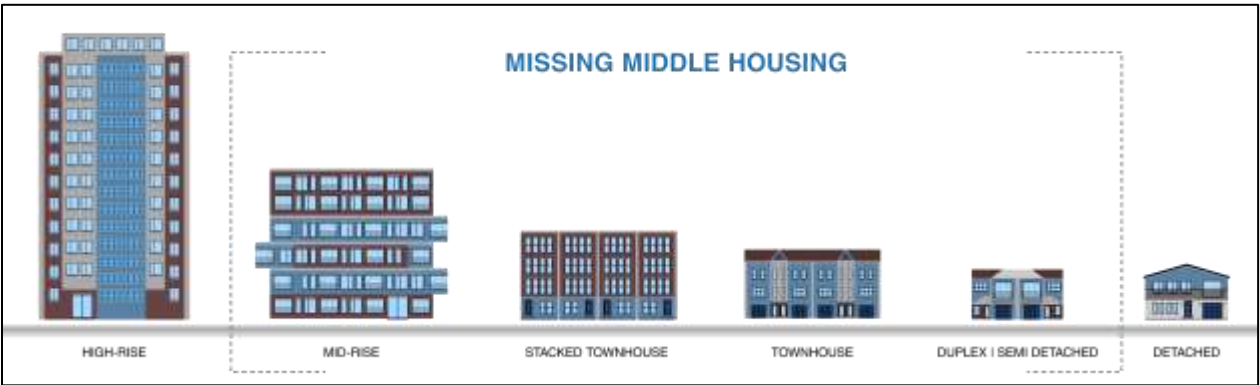 MISSING MIDDLE HOUSING
HIGH-RISE
MID-RISE
STACKED TOWNHOUSE
TOWNHOUSE
DUPLEX | SEMI DETACHED
DETACHED